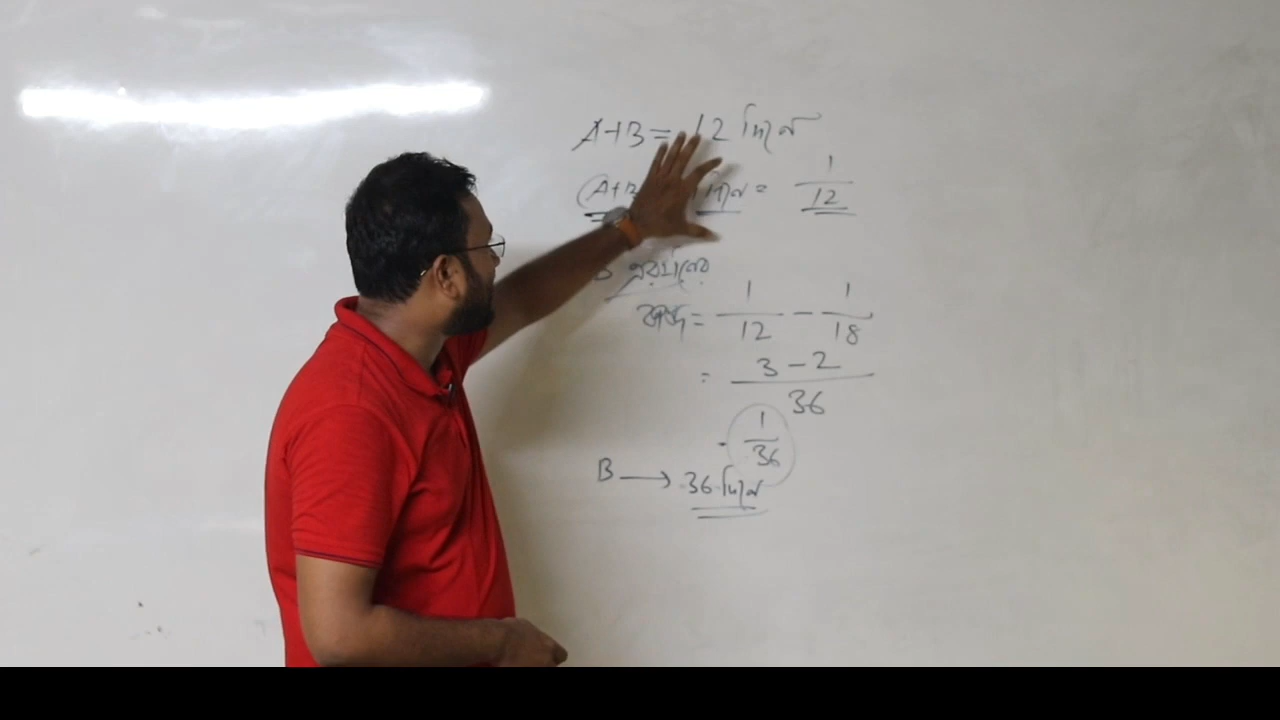 A+B = 12 দিনে
(A+B দিনে = 1/12
B
= 1/12 - 1/18
= 3-2/36
= 1/36
B → 36 দিনে